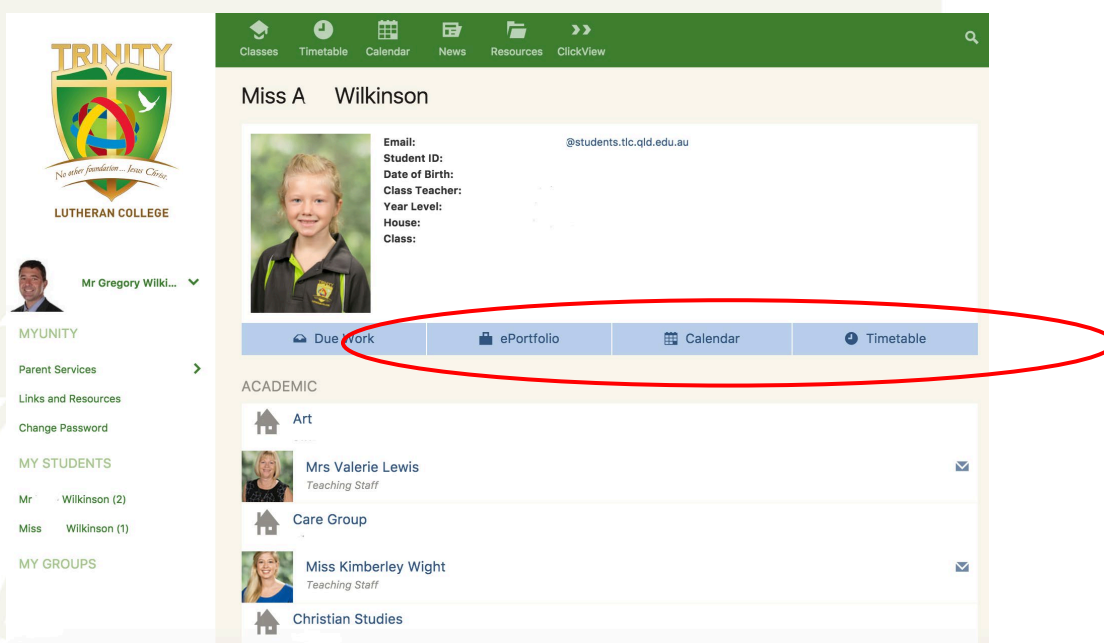 Classes Timetable Calendar News Resources ClickView
TRINITY
No other foundation... Jesus Christ.
LUTHERAN COLLEGE
Mr Gregory Wilki...
MYUNITY
Parent Services
Links and Resources
Change Password
MY STUDENTS
Mr Wilkinson (2)
Miss Wilkinson (1)
MY GROUPS
Miss A Wilkinson
Email: @students.tlc.qld.edu.au
Student ID:
Date of Birth:
Class Teacher:
Year Level:
House:
Class:
Due Work ePortfolio Calendar Timetable
ACADEMIC
Art
Mrs Valerie Lewis
Teaching Staff
Care Group
Miss Kimberley Wight
Teaching Staff
Christian Studies